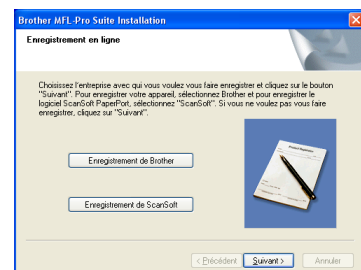 Brother MFL-Pro Suite Installation
Enregistrement en ligne
Choisissez l'entreprise avec qui vous voulez vous faire enregistrer et cliquez sur le bouton
"Suivant". Pour enregistrer votre appareil, sélectionnez Brother et pour enregistrer le
logiciel ScanSoft PaperPort, sélectionnez "ScanSoft". Si vous ne voulez pas vous faire
enregistrer, cliquez sur "Suivant".
Enregistrement de Brother
Enregistrement de ScanSoft
< Précédent
Suivant >
Annuler